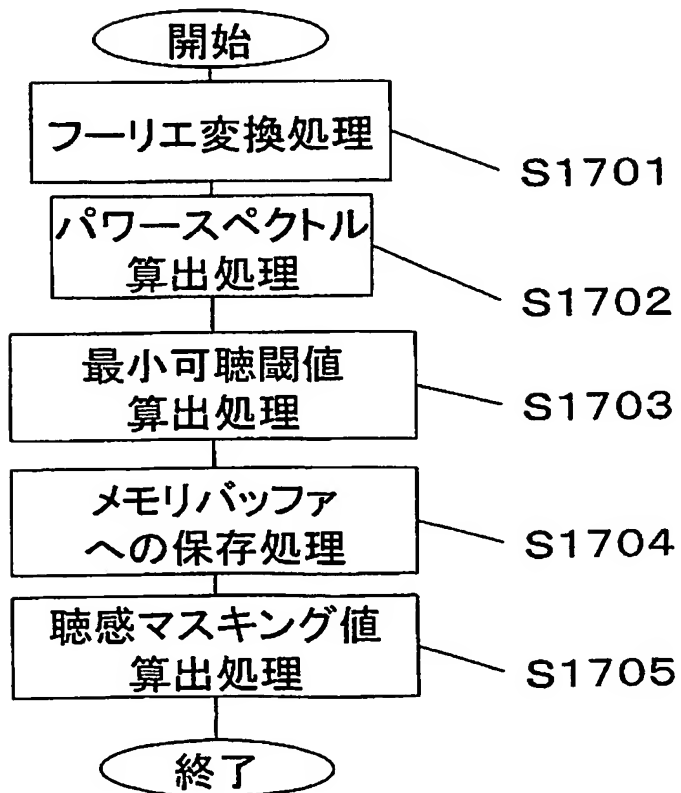 開始
フーリエ変換処理
S1701
パワースペクトル
算出処理
S1702
最小可聴閾値
算出処理
S1703
メモリバッファ
への保存処理
S1704
聴感マスキング値
算出処理
S1705
終了